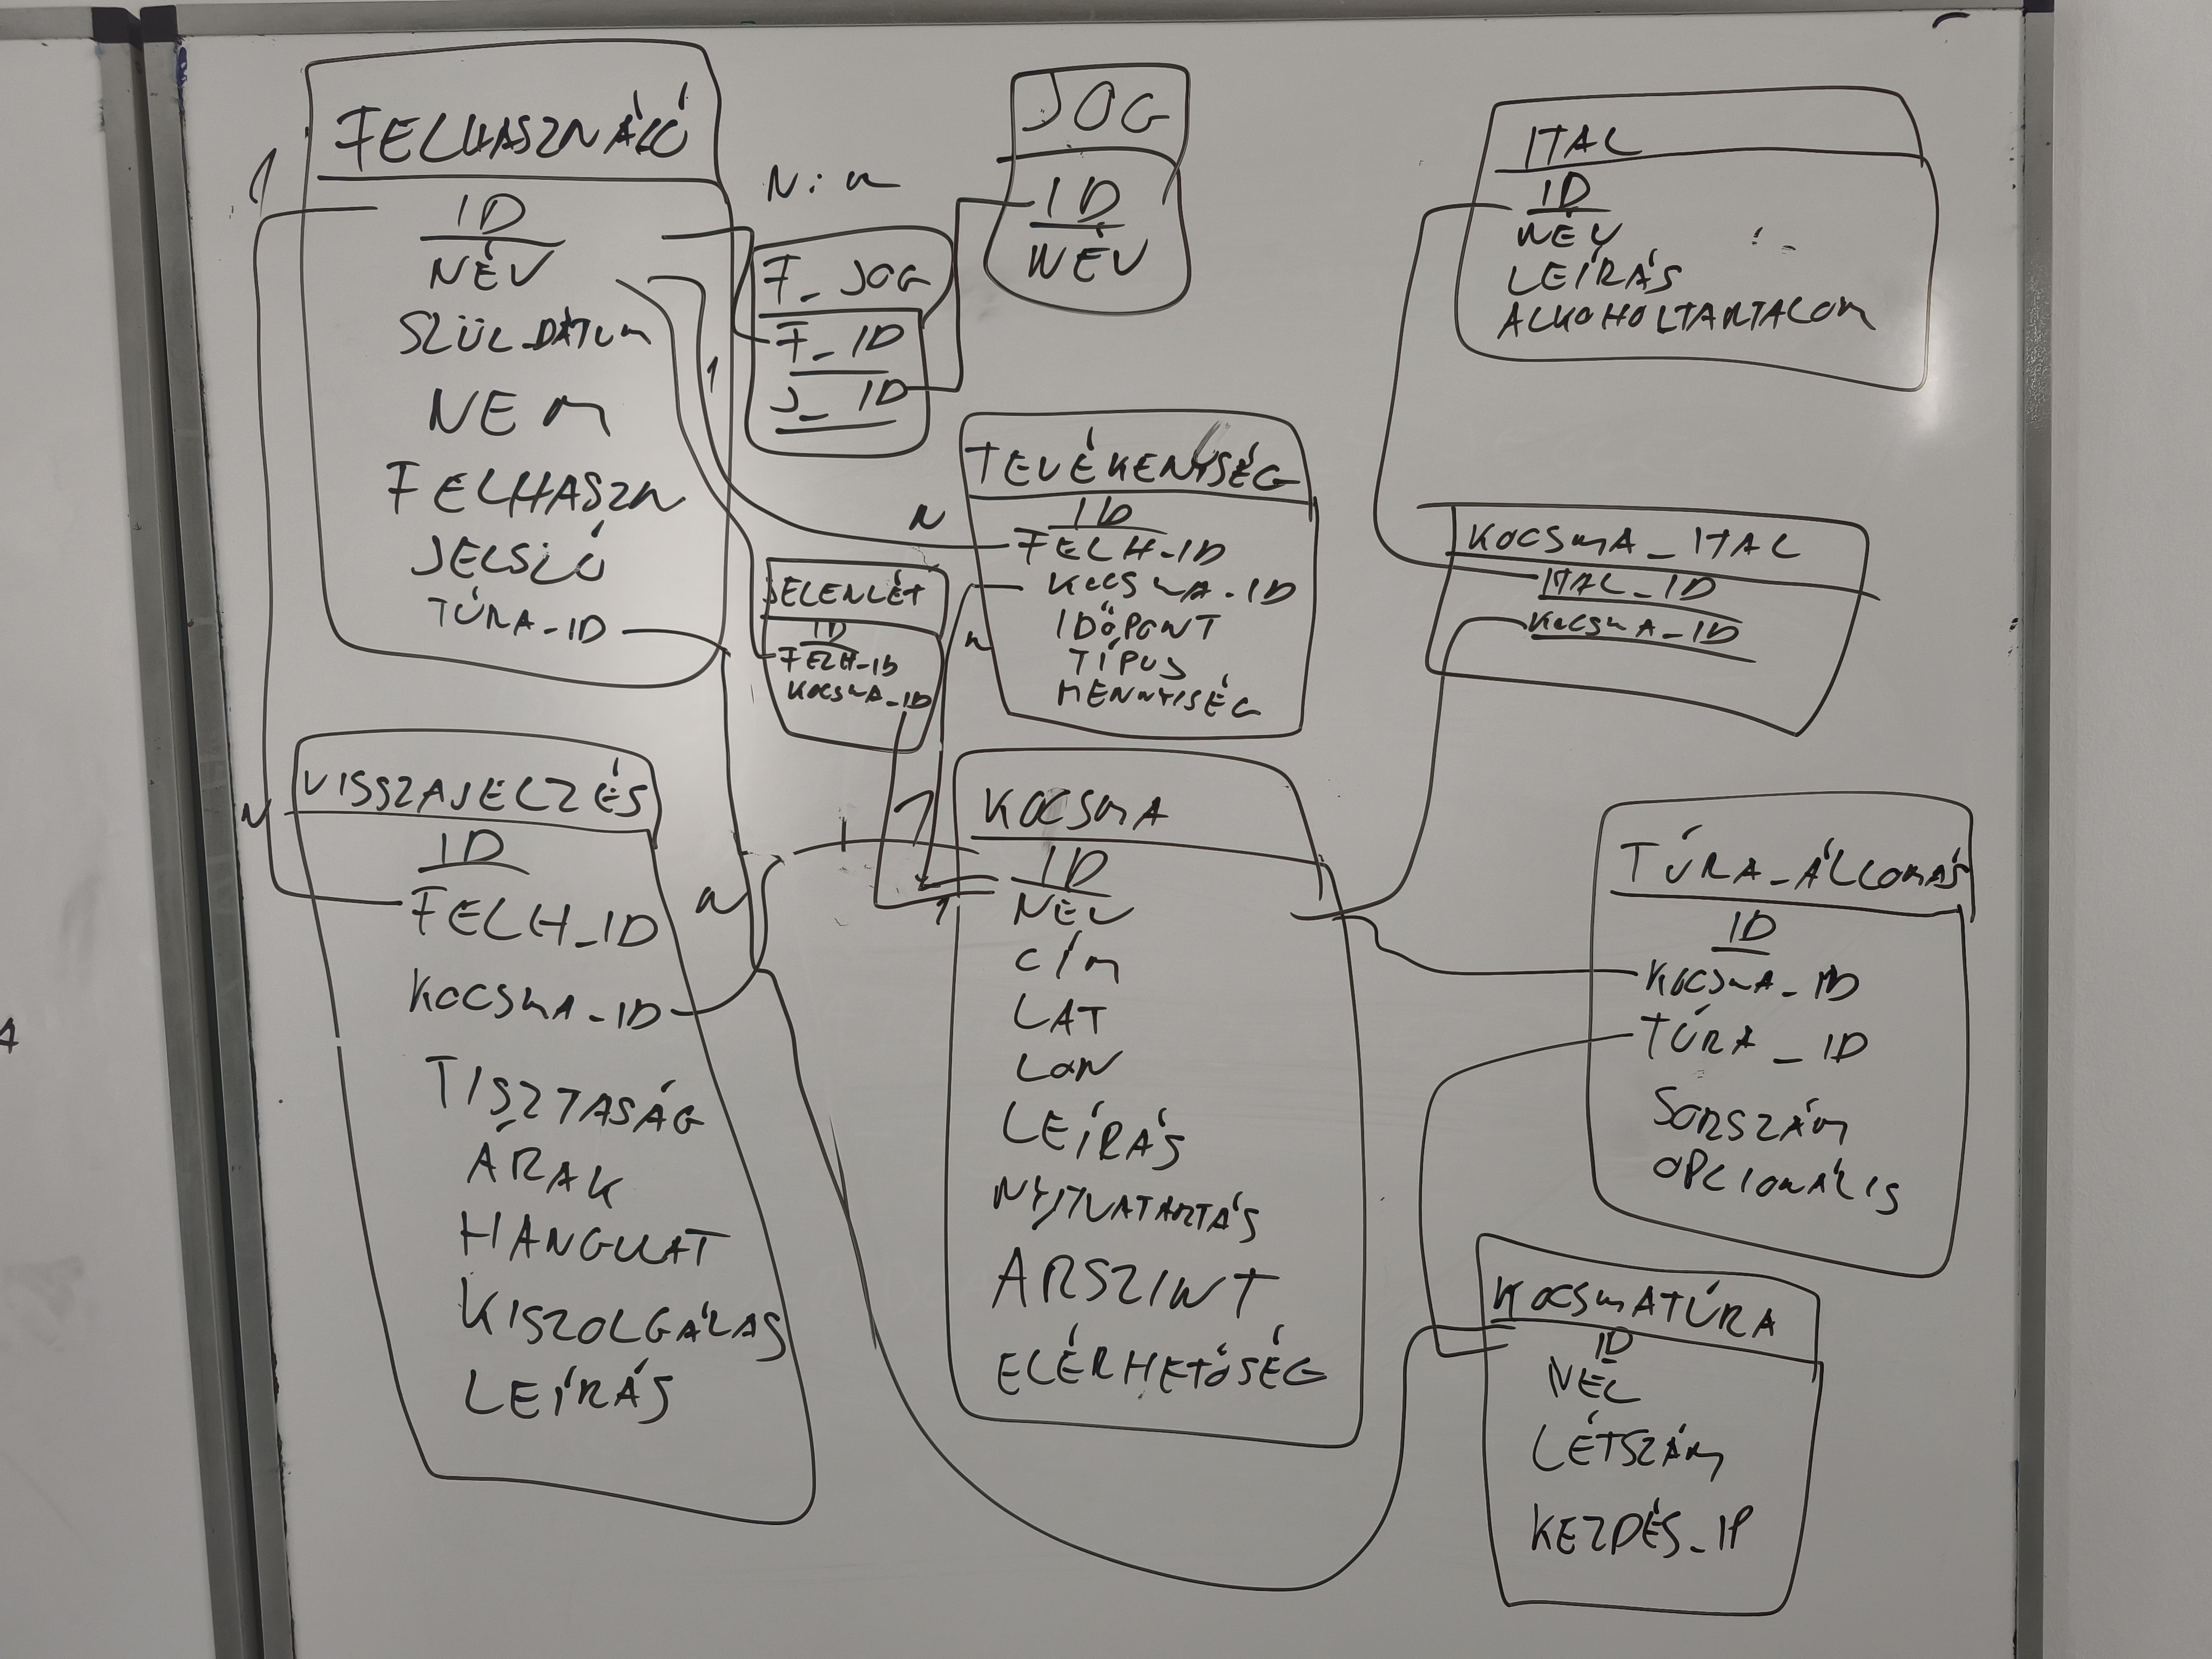 FELHASZNÁLÓ
ID
NÉV
SZÜL_DÁTUM
NEM
FELHASZN
JELSZÓ
TÚRA_ID
1
N:M
JOG
ID
NÉV
F_JOG
F_ID
J_ID
1
TEVÉKENYSÉG
ID
FELH_ID
KOCSMA_ID
IDŐPONT
TÍPUS
MENNYISÉG
N
N
JELENLÉT
ID
FELH_ID
KOCSMA_ID
ITAL
ID
NÉV
LEÍRÁS
ALKOHOLTARTALOM
KOCSMA_ITAL
ITAL_ID
KOCSMA_ID
VISSZAJELZÉS
ID
FELH_ID
KOCSMA_ID
TISZTASÁG
ÁRAK
HANGULAT
KISZOLGÁLÁS
LEÍRÁS
N
N
1
1
1
KOCSMA
ID
NÉV
CÍM
LAT
LON
LEÍRÁS
NYITVATARTÁS
ÁRSZINT
ELÉRHETŐSÉG
TÚRA_ÁLLOMÁS
ID
KOCSMA_ID
TÚRA_ID
SORSZÁM
OPCIONÁLIS
KOCSMATÚRA
ID
NÉV
LÉTSZÁM
KEZDÉS_IP
A